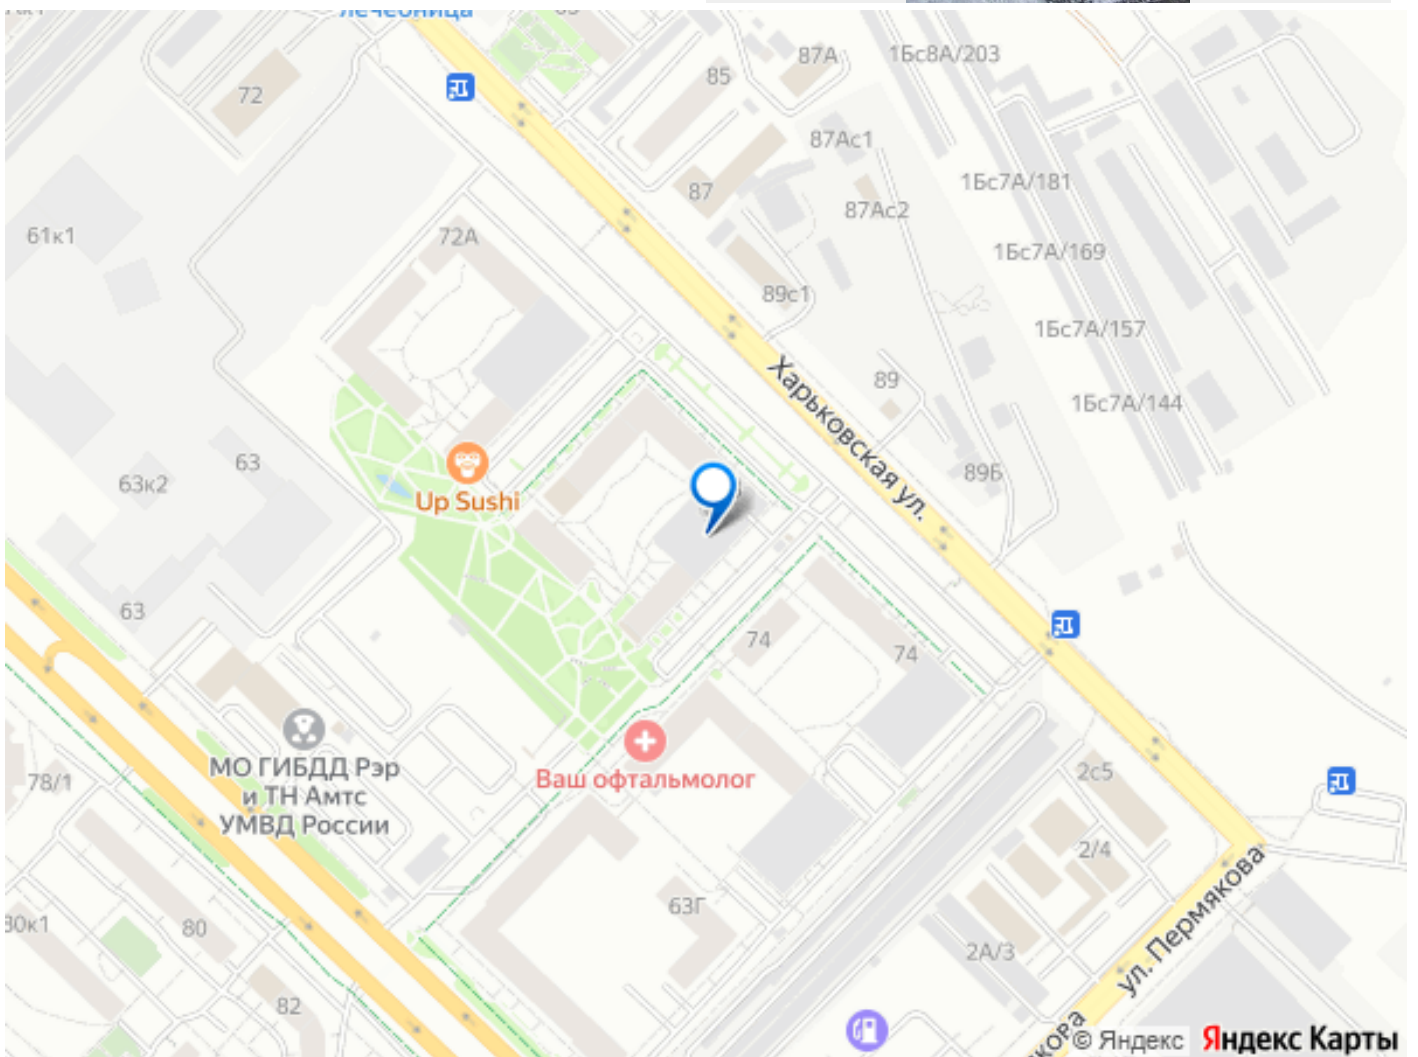 лечебница
72
85
87А
1Бс8А/203
87Ас1
87
87Ас2
1Бс7А/181
61к1
72А
1Бс7А/169
89с1
1Бс7А/157
Харьковская ул.
89
1Бс7А/144
63
63к2
Up Sushi
89Б
63
74
74
МО ГИБДД Рэр
и ТН Амтс
УМВД России
Ваш офтальмолог
78/1
2с5
2/4
ул. Пермякова
63Г
80
2А/3
82
© Яндекс
Яндекс Карты